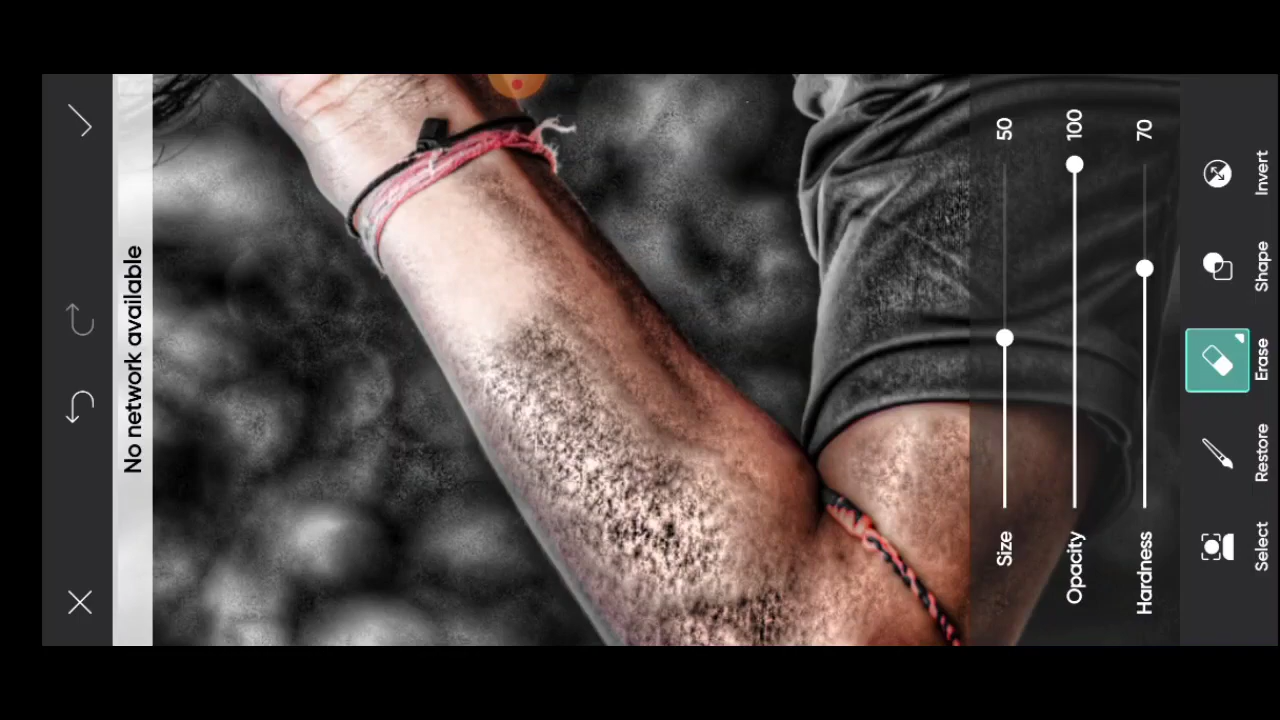 No network available
Size 50
Opacity 100
Hardness 70
Select
Restore
Erase
Shape
Invert